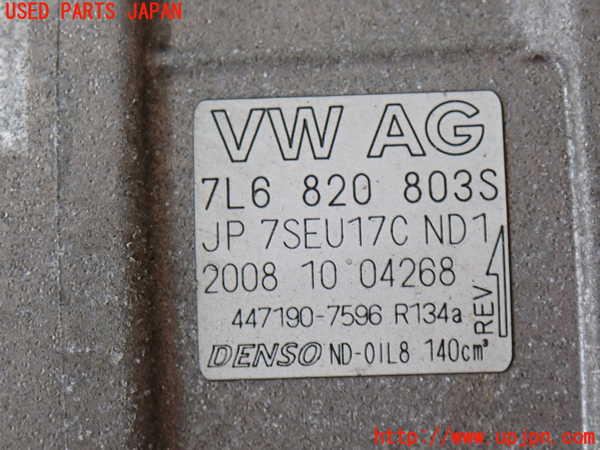 USED PARTS JAPAN
VW AG
7L6 820 803S
JP 7SEU17C ND1
2008 10 04268
447190-7596 R134a
REV
DENSO ND-OIL8 140cm³
http://www.upjpn.com